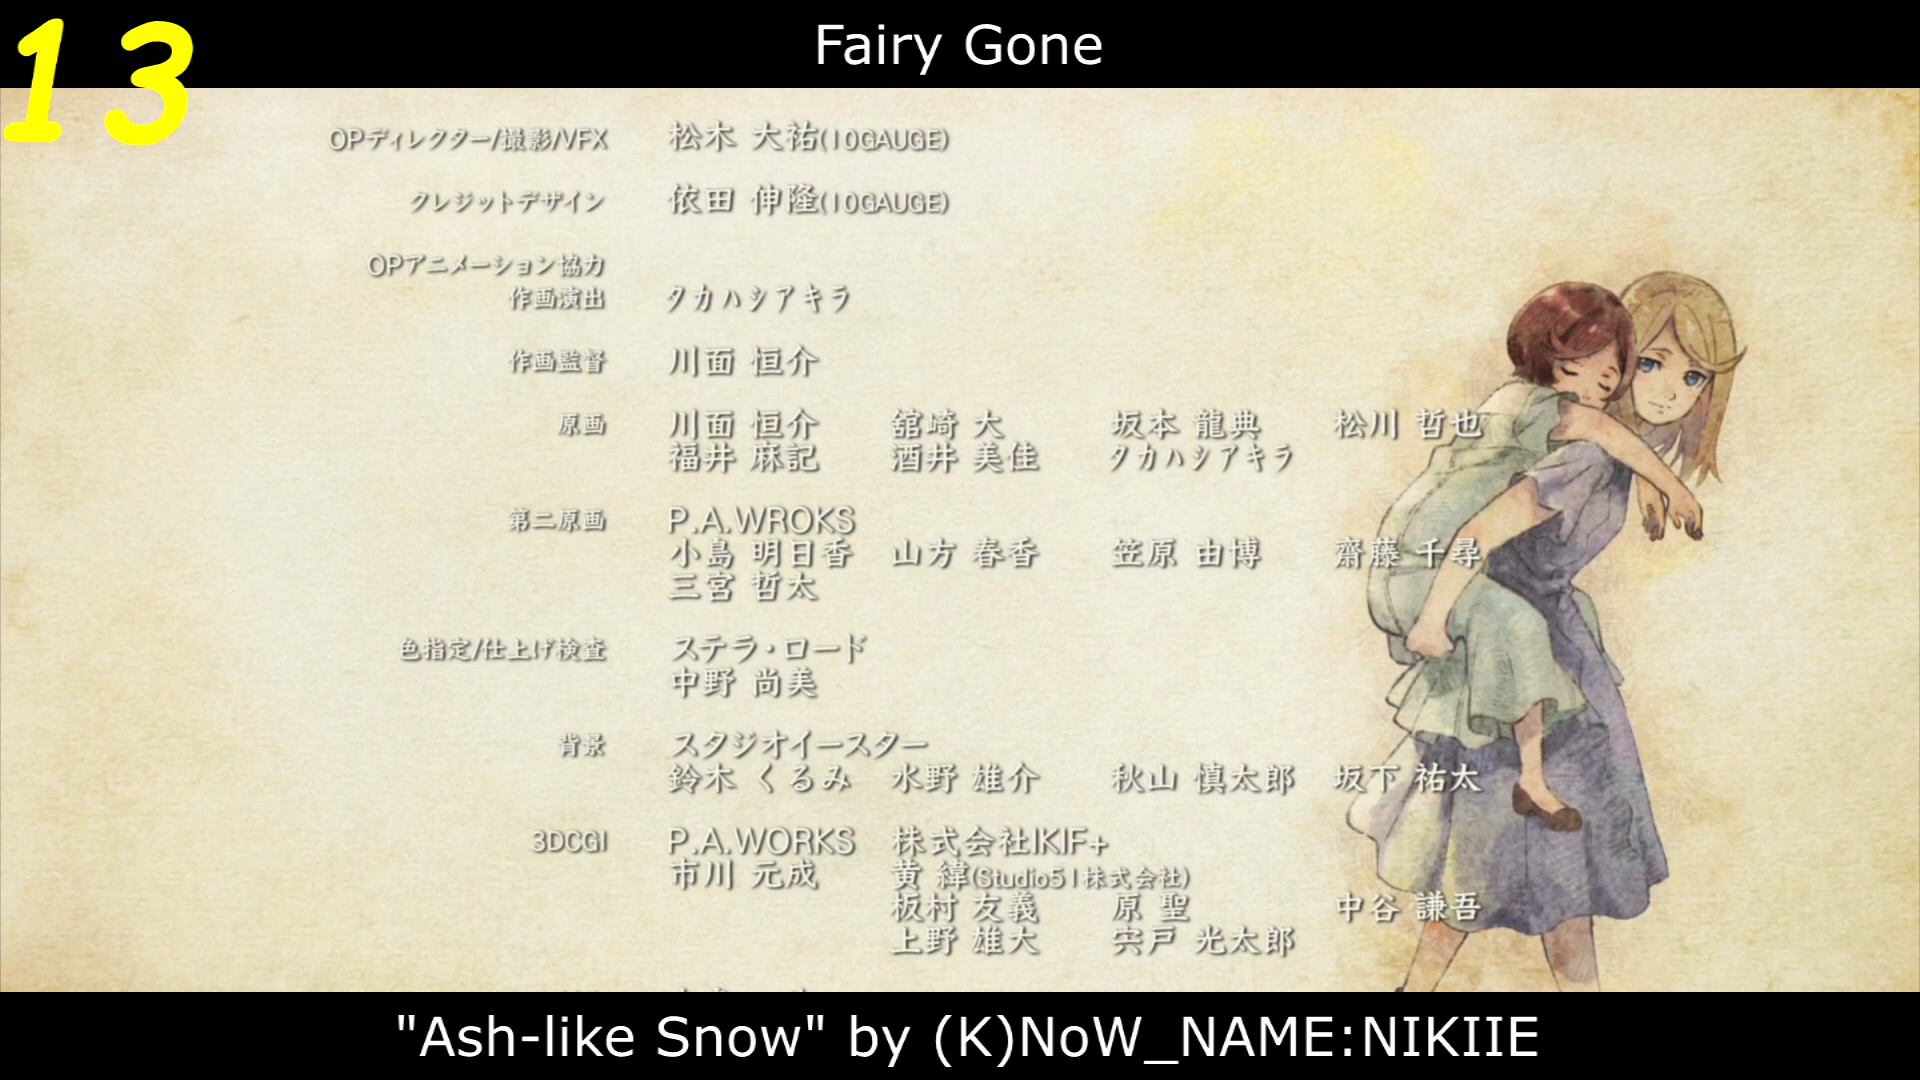 13
Fairy Gone
OPディレクター/撮影/VFX 松木 大祐(10GAUGE)
クレジットデザイン 依田 伸隆(10GAUGE)
OPアニメーション協力
作画演出 タカハシアキラ
作画監督 川面 恒介
原画 川面 恒介 舘崎 大 坂本 龍典 松川 哲也
福井 麻記 酒井 美佳 タカハシアキラ
第二原画 P.A.WROKS
小島 明日香 山方 春香 笠原 由博 齋藤 千尋
三宮 哲太
色指定/仕上げ検査 ステラ・ロード
中野 尚美
背景 スタジオイースター
鈴木 くるみ 水野 雄介 秋山 慎太郎 坂下 祐太
3DCGI P.A.WORKS 株式会社IKIF+
市川 元成 黄 緯(Studio51株式会社)
板村 友義 原 聖 中谷 謙吾
上野 雄大 宍戸 光太郎
"Ash-like Snow" by (K)NoW_NAME:NIKIIE